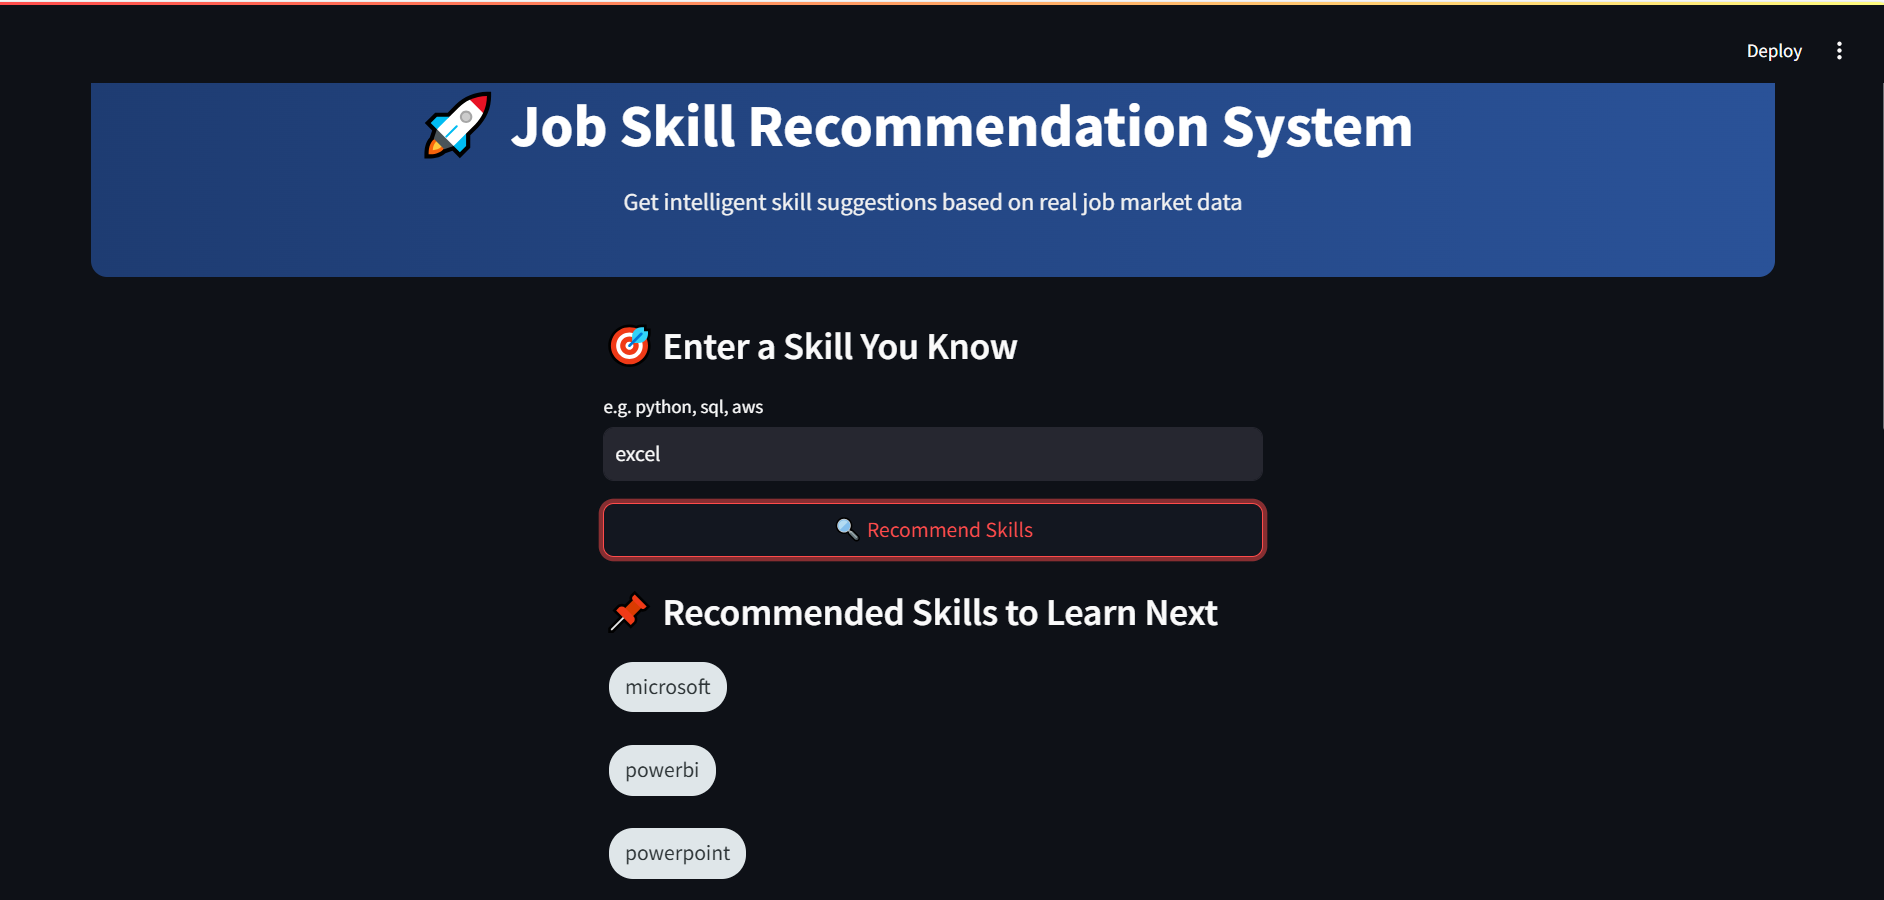 Deploy
Job Skill Recommendation System
Get intelligent skill suggestions based on real job market data
Enter a Skill You Know
e.g. python, sql, aws
excel
Recommend Skills
Recommended Skills to Learn Next
microsoft
powerbi
powerpoint